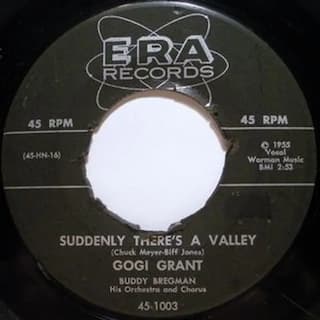 ERA
RECORDS
45 RPM
45 RPM
(45-HN-16)
© 1955
Vocal
Warman Music
BMI 2:53
SUDDENLY THERE'S A VALLEY
(Chuck Meyer-Biff Jones)
GOGI GRANT
BUDDY BREGMAN
His Orchestra and Chorus
45-1003